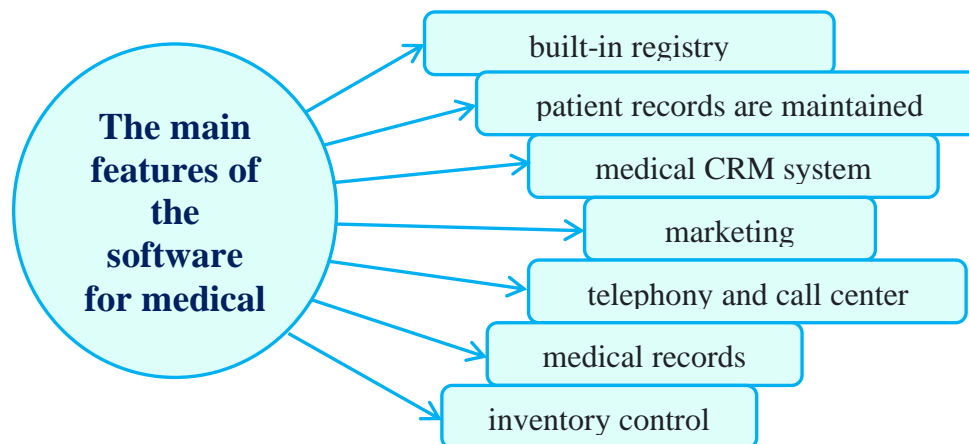 The main
features of
the
software
for medical
built-in registry
patient records are maintained
medical CRM system
marketing
telephony and call center
medical records
inventory control